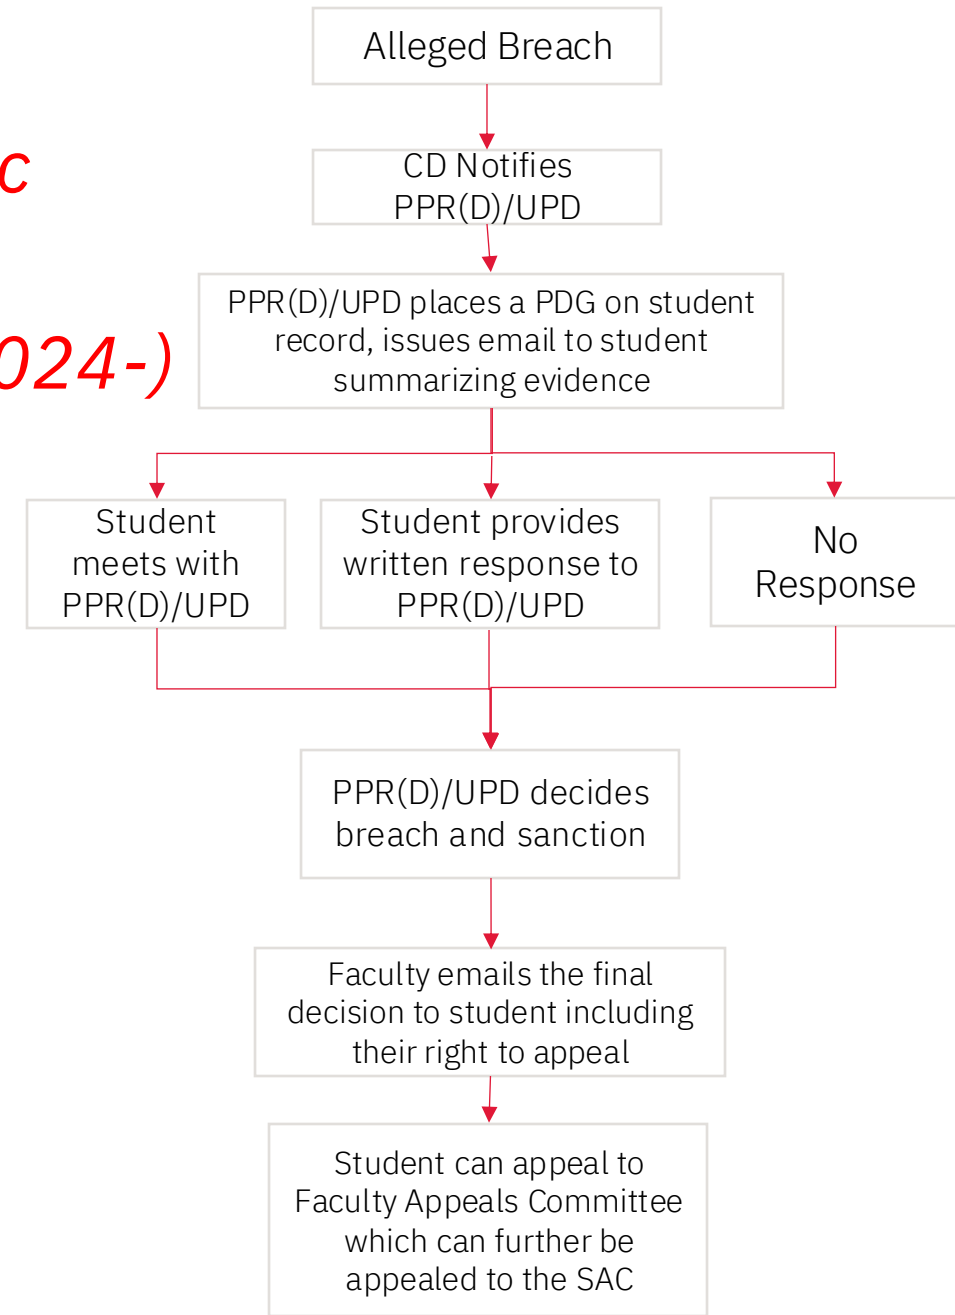 Alleged Breach
c
CD Notifies
PPR(D)/UPD
PPR(D)/UPD places a PDG on student
record, issues email to student
summarizing evidence
024-)
Student
meets with
PPR(D)/UPD
Student provides
written response to
PPR(D)/UPD
No
Response
PPR(D)/UPD decides
breach and sanction
Faculty emails the final
decision to student including
their right to appeal
Student can appeal to
Faculty Appeals Committee
which can further be
appealed to the SAC